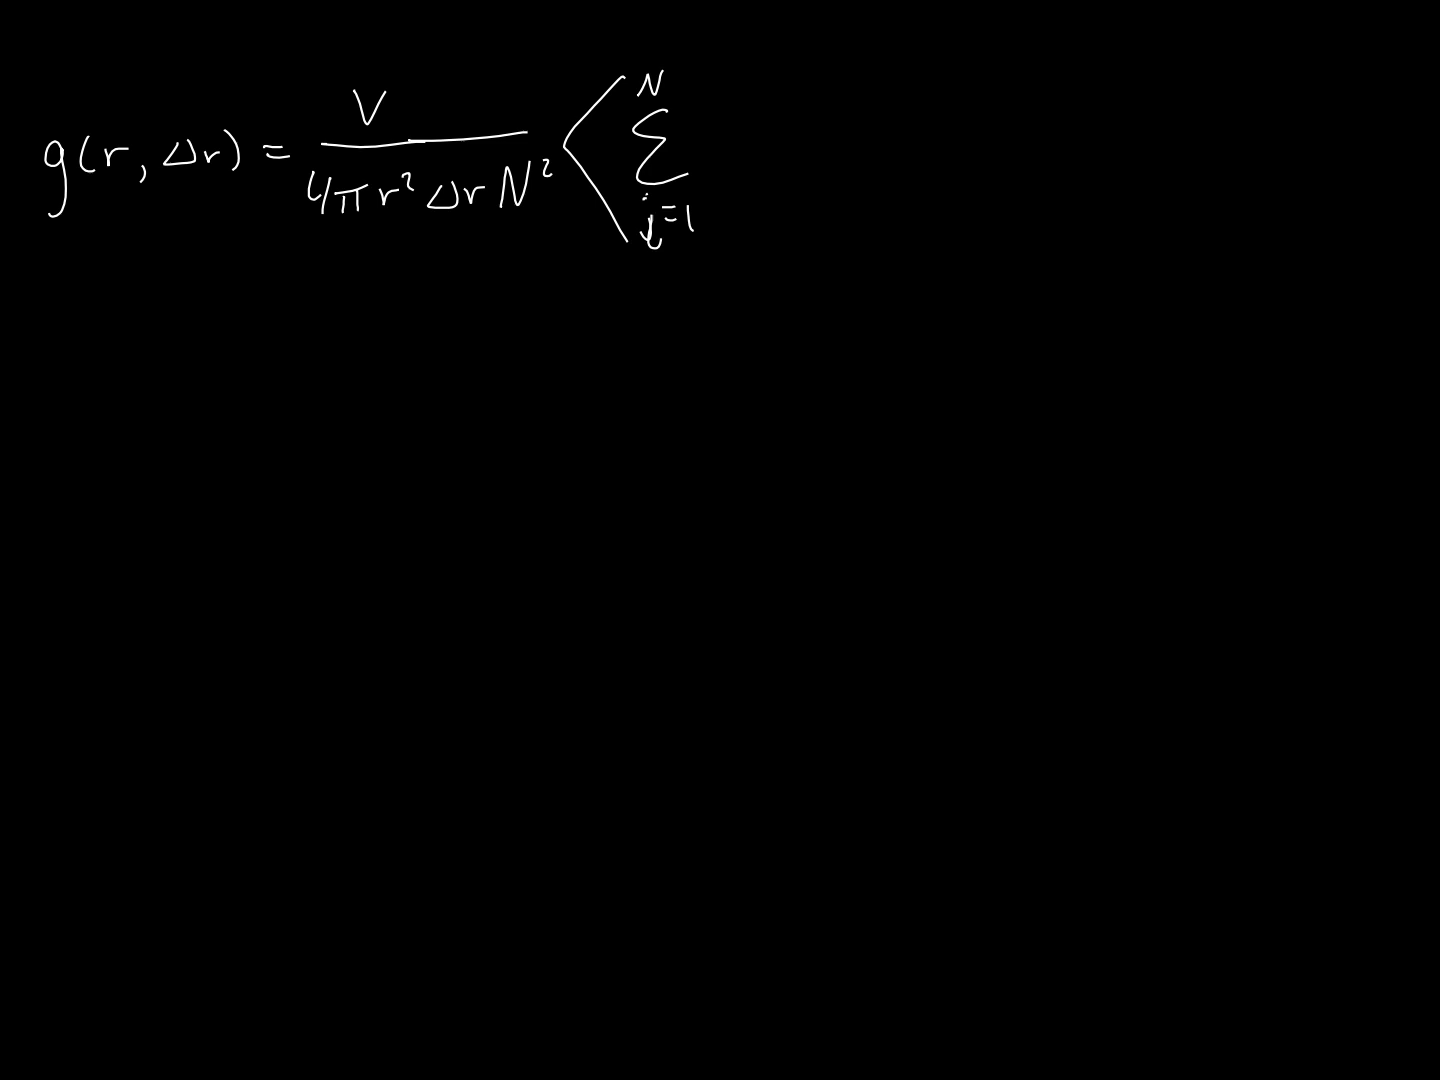 g(r, Δr) = V / (4πr² Δr N²) ⟨ Σ_{i=1}^{N}